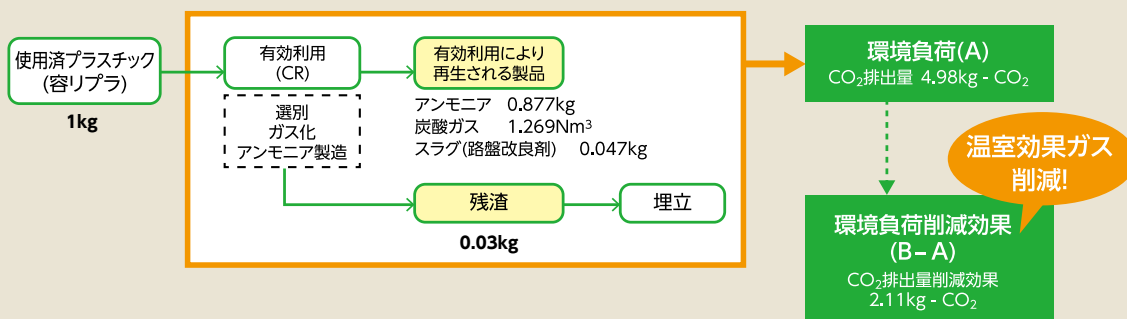 使用済プラスチック
(容リプラ)
1kg
有効利用
(CR)
選別
ガス化
アンモニア製造
有効利用により
再生される製品
アンモニア 0.877kg
炭酸ガス 1.269Nm³
スラグ(路盤改良剤) 0.047kg
残渣
0.03kg
埋立
環境負荷(A)
CO₂排出量 4.98kg - CO₂
温室効果ガス
削減!
環境負荷削減効果
(B－A)
CO₂排出量削減効果
2.11kg - CO₂